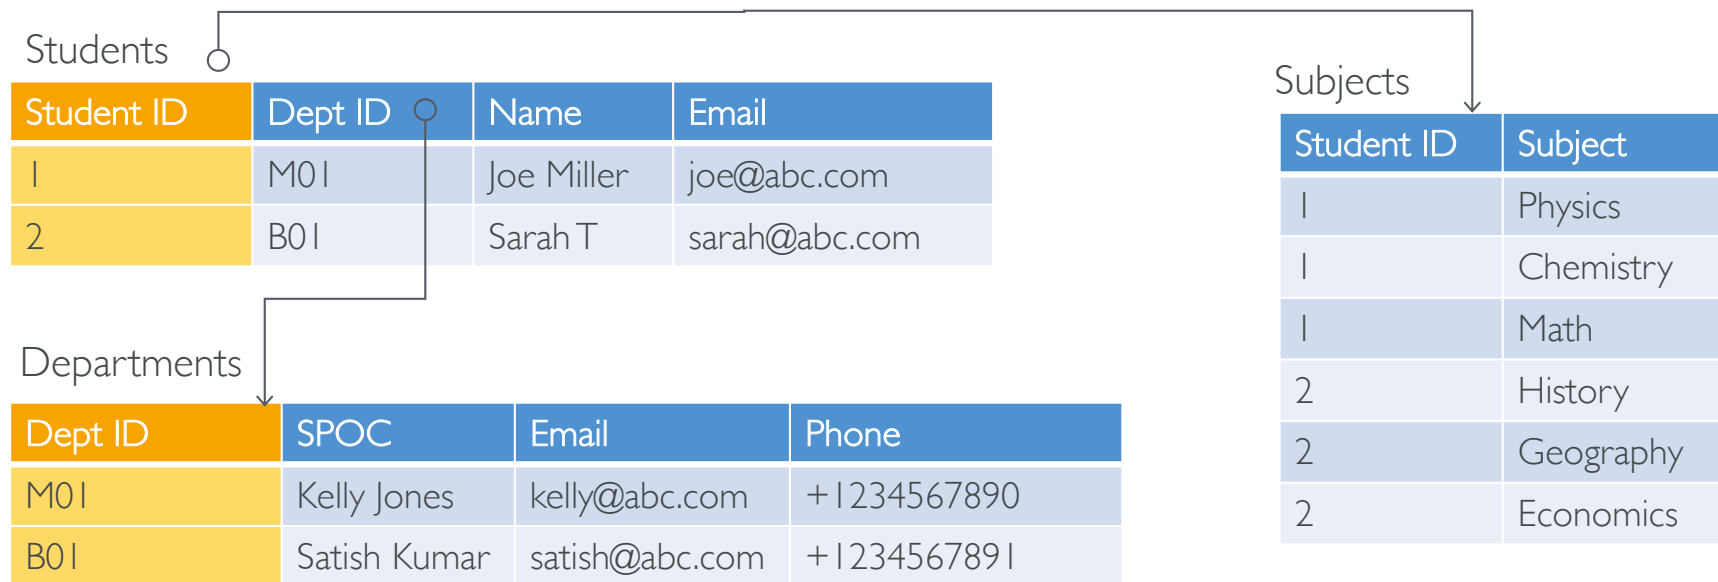 Students
Student ID Dept ID Name Email
1 M01 Joe Miller joe@abc.com
2 B01 Sarah T sarah@abc.com
Departments
Dept ID SPOC Email Phone
M01 Kelly Jones kelly@abc.com +1234567890
B01 Satish Kumar satish@abc.com +1234567891
Subjects
Student ID Subject
1 Physics
1 Chemistry
1 Math
2 History
2 Geography
2 Economics